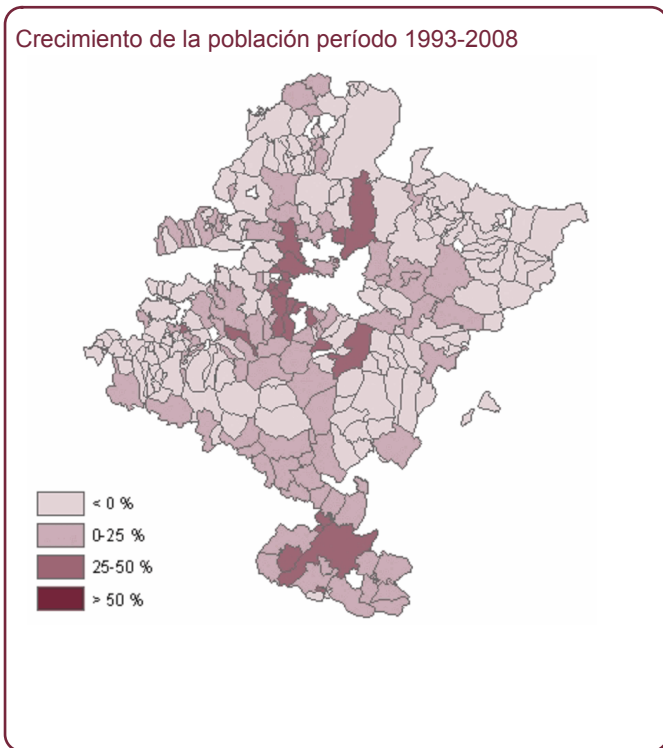 Crecimiento de la población período 1993-2008
< 0 %
0-25 %
25-50 %
> 50 %